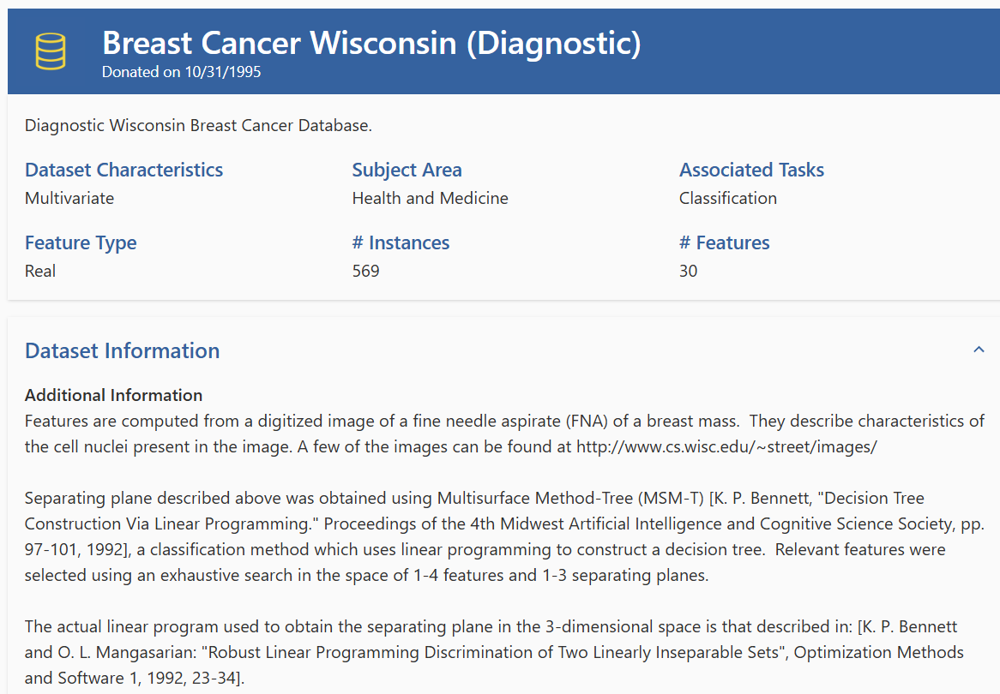 Breast Cancer Wisconsin (Diagnostic)
Donated on 10/31/1995
Diagnostic Wisconsin Breast Cancer Database.
Dataset Characteristics
Multivariate
Subject Area
Health and Medicine
Associated Tasks
Classification
Feature Type
Real
# Instances
569
# Features
30
Dataset Information
Additional Information
Features are computed from a digitized image of a fine needle aspirate (FNA) of a breast mass.  They describe characteristics of
the cell nuclei present in the image. A few of the images can be found at http://www.cs.wisc.edu/~street/images/
Separating plane described above was obtained using Multisurface Method-Tree (MSM-T) [K. P. Bennett, "Decision Tree
Construction Via Linear Programming." Proceedings of the 4th Midwest Artificial Intelligence and Cognitive Science Society, pp.
97-101, 1992], a classification method which uses linear programming to construct a decision tree.  Relevant features were
selected using an exhaustive search in the space of 1-4 features and 1-3 separating planes.
The actual linear program used to obtain the separating plane in the 3-dimensional space is that described in: [K. P. Bennett
and O. L. Mangasarian: "Robust Linear Programming Discrimination of Two Linearly Inseparable Sets", Optimization Methods
and Software 1, 1992, 23-34].